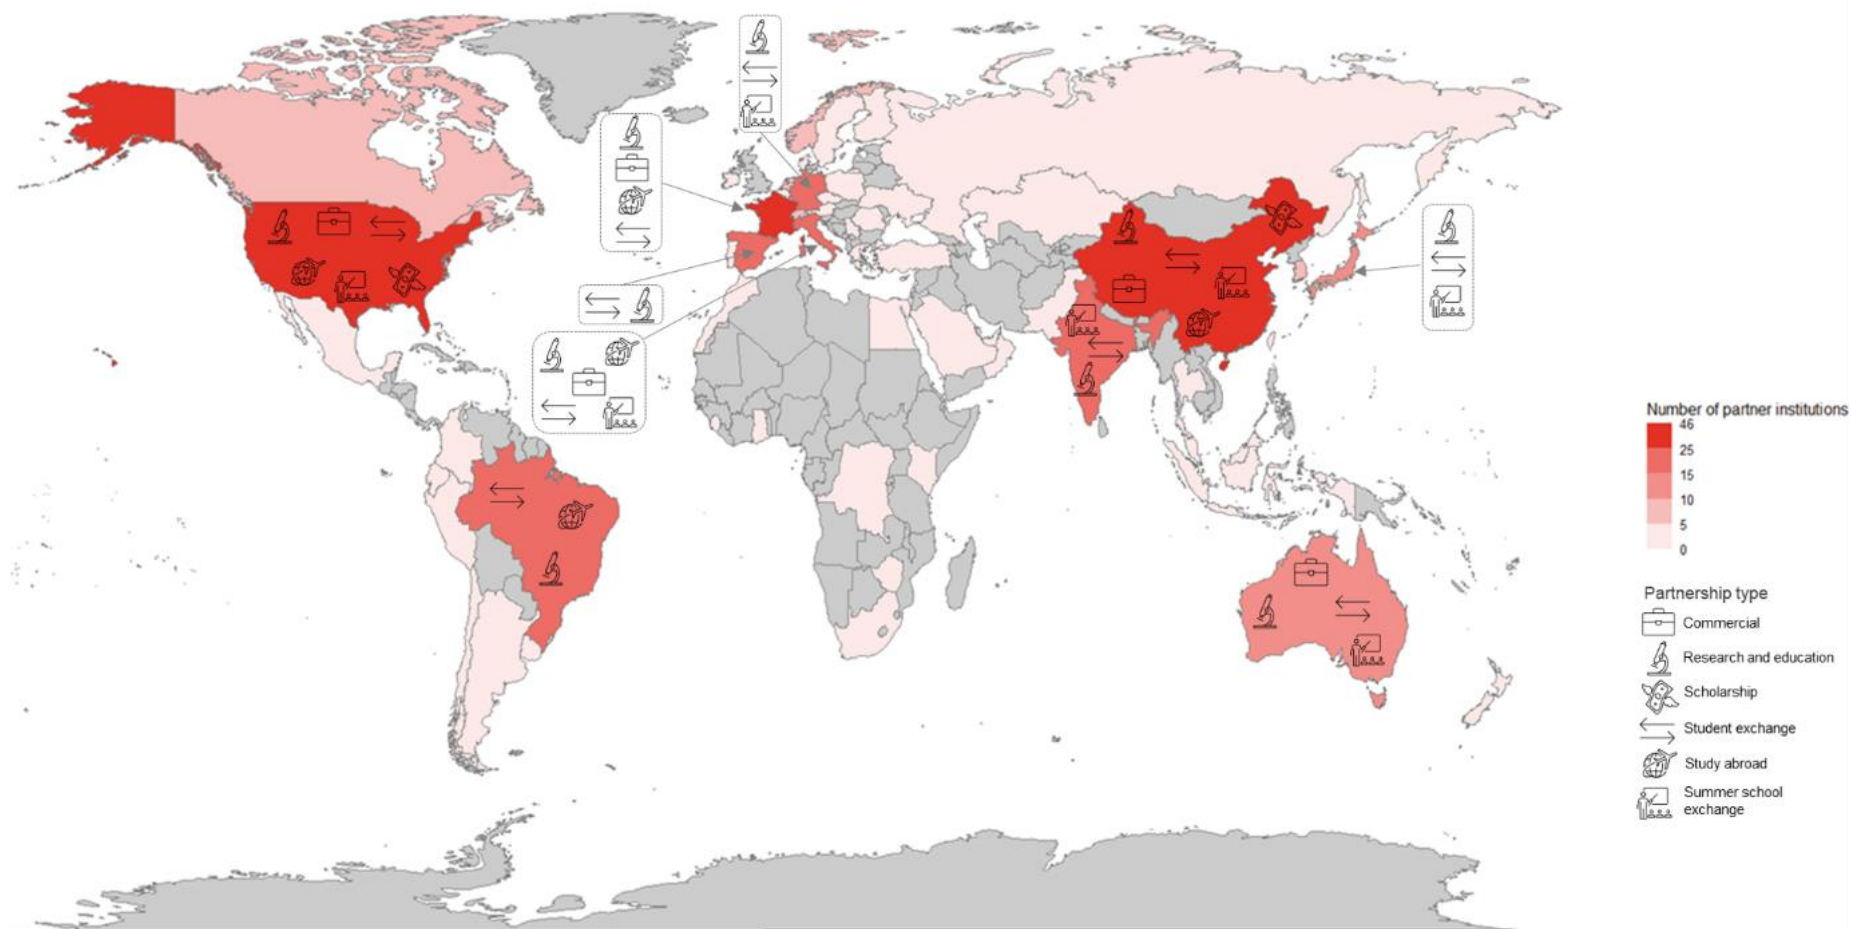 Number of partner institutions
46
25
15
10
5
0
Partnership type
Commercial
Research and education
Scholarship
Student exchange
Study abroad
Summer school
exchange